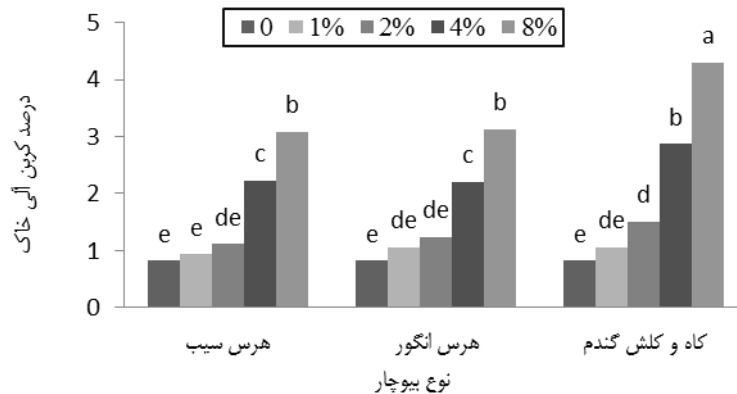 0 1% 2% 4% 8%
5
4
3
2
1
0
درصد کربن آلی خاک
e e de c b
e de de c b
e de d b a
هرس سیب
هرس انگور
کاه و کلش گندم
نوع بیوچار